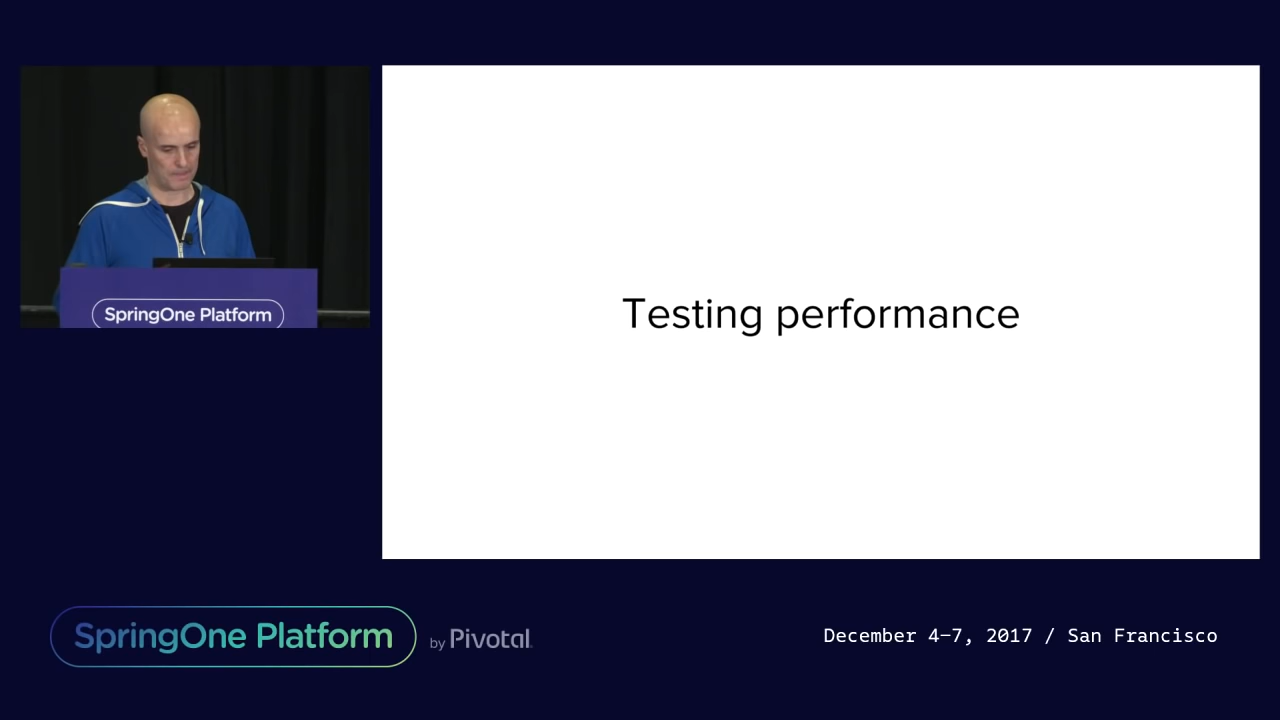 SpringOne Platform
Testing performance
SpringOne Platform
by Pivotal.
December 4–7, 2017 / San Francisco